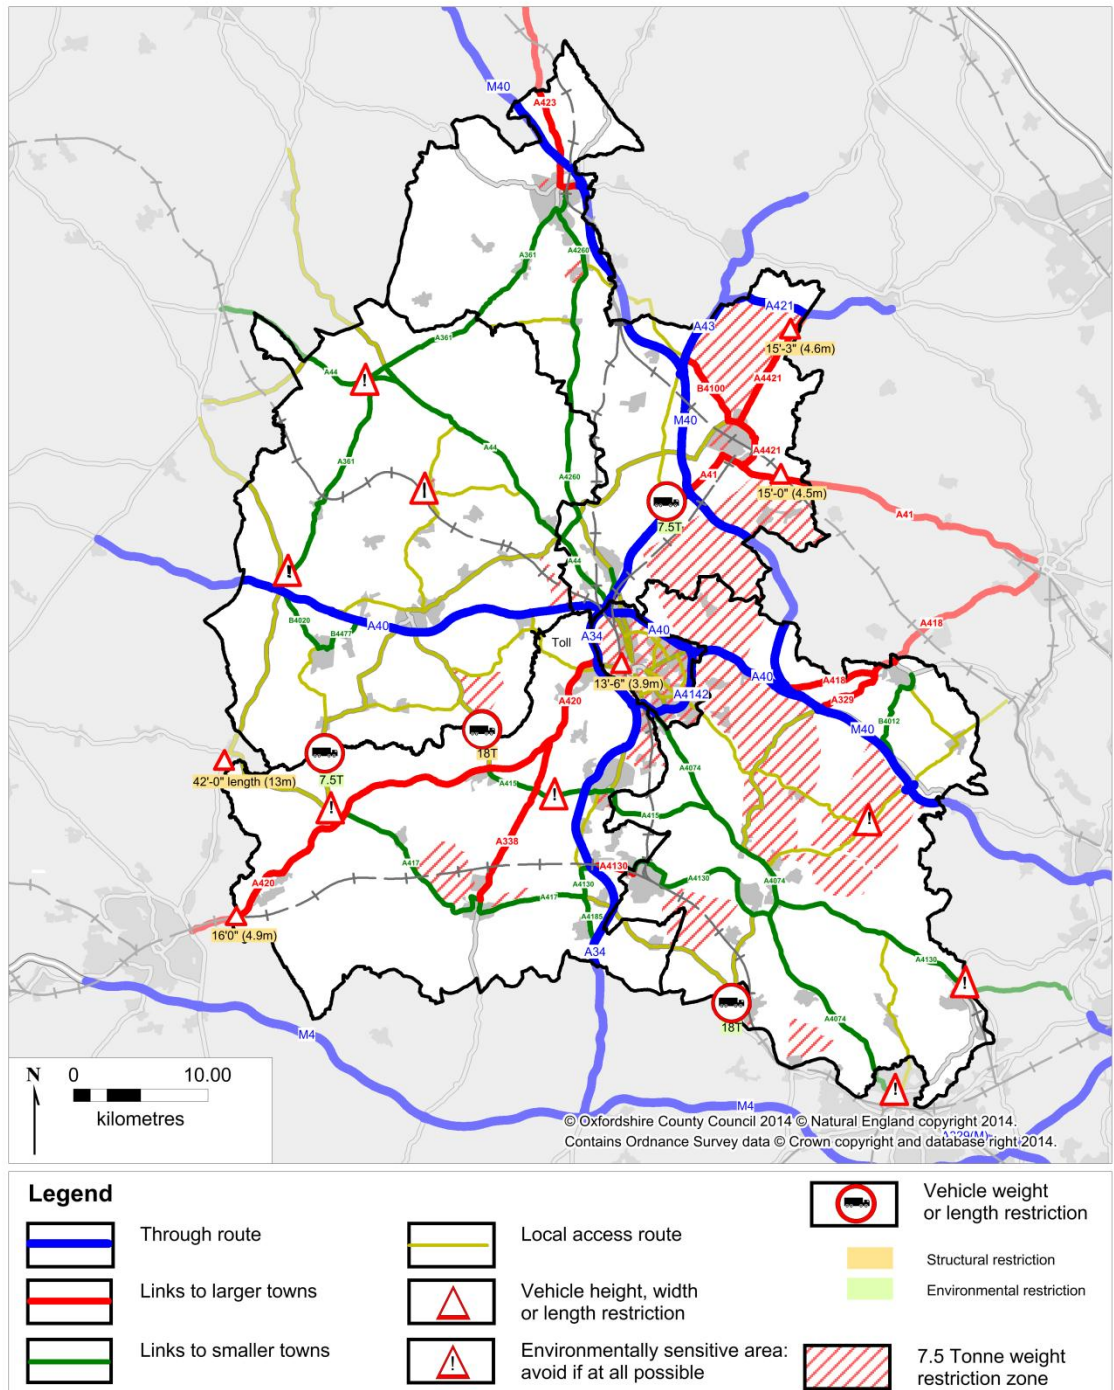 M40
A423
A361
A4260
A421
A43
15'-3" (4.6m)
A44
A361
B4100
A4421
M40
A361
A44
A4260
A4421
A41
15'-0" (4.5m)
7.5T
A41
A44
B4020
B4477
A40
A34
Toll
A40
A418
13'-6" (3.9m)
A4142
A40
A418
A329
A420
B4012
M40
18T
42'-0" length (13m)
7.5T
A4074
A415
A415
A338
A417
A4130
A4130
A4130
A4074
A417
A420
A4185
16'0" (4.9m)
A34
A4130
18T
A4074
M4
M4
N
0 10.00
kilometres
© Oxfordshire County Council 2014 © Natural England copyright 2014.
Contains Ordnance Survey data © Crown copyright and database right 2014.
Legend
Through route
Links to larger towns
Links to smaller towns
Local access route
Vehicle height, width
or length restriction
Environmentally sensitive area:
avoid if at all possible
Vehicle weight
or length restriction
Structural restriction
Environmental restriction
7.5 Tonne weight
restriction zone